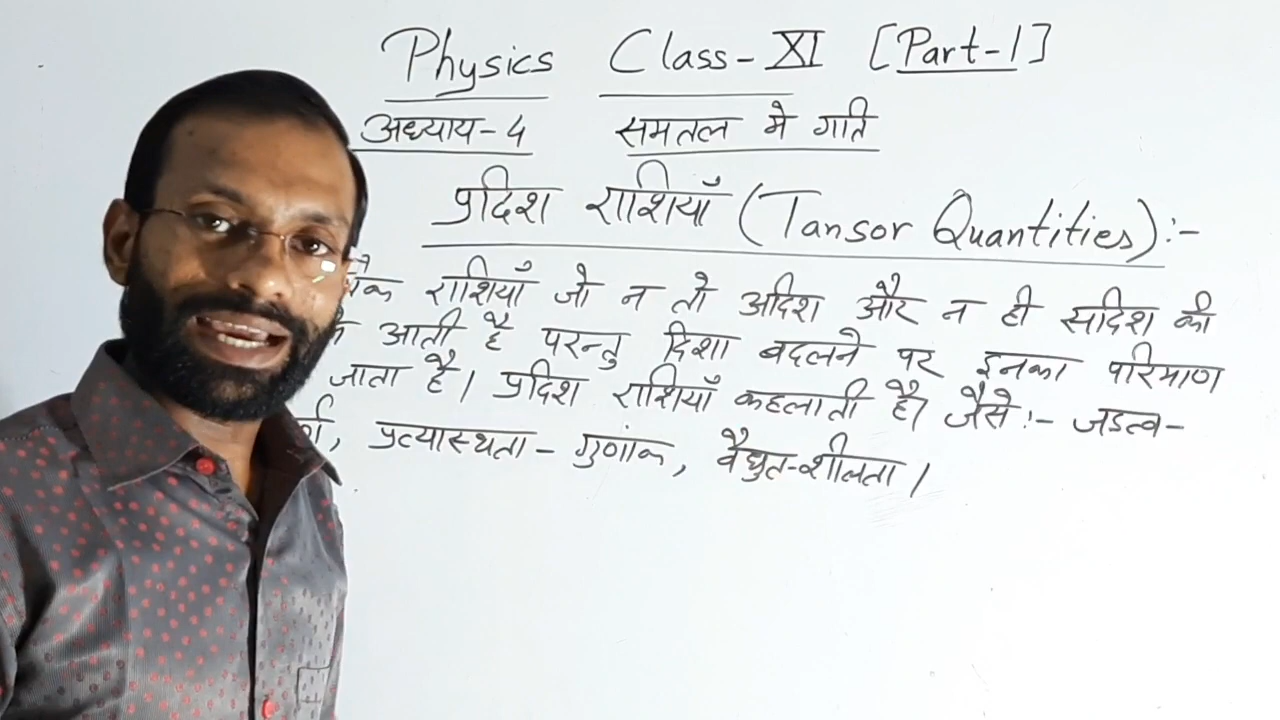 Physics Class-XI [Part-1]
अध्याय-4 समतल मे गति
प्रदिश राशियाँ (Tansor Quantities):-
राशियाँ जो न तो अदिश और न ही सदिश की
आती है परन्तु दिशा बदलने पर इनका परिमाण
जाता है। प्रदिश राशियाँ कहलाती है। जैसे:- जडत्व-
प्रत्यास्थता-गुणांक, वैद्युत-शीलता।